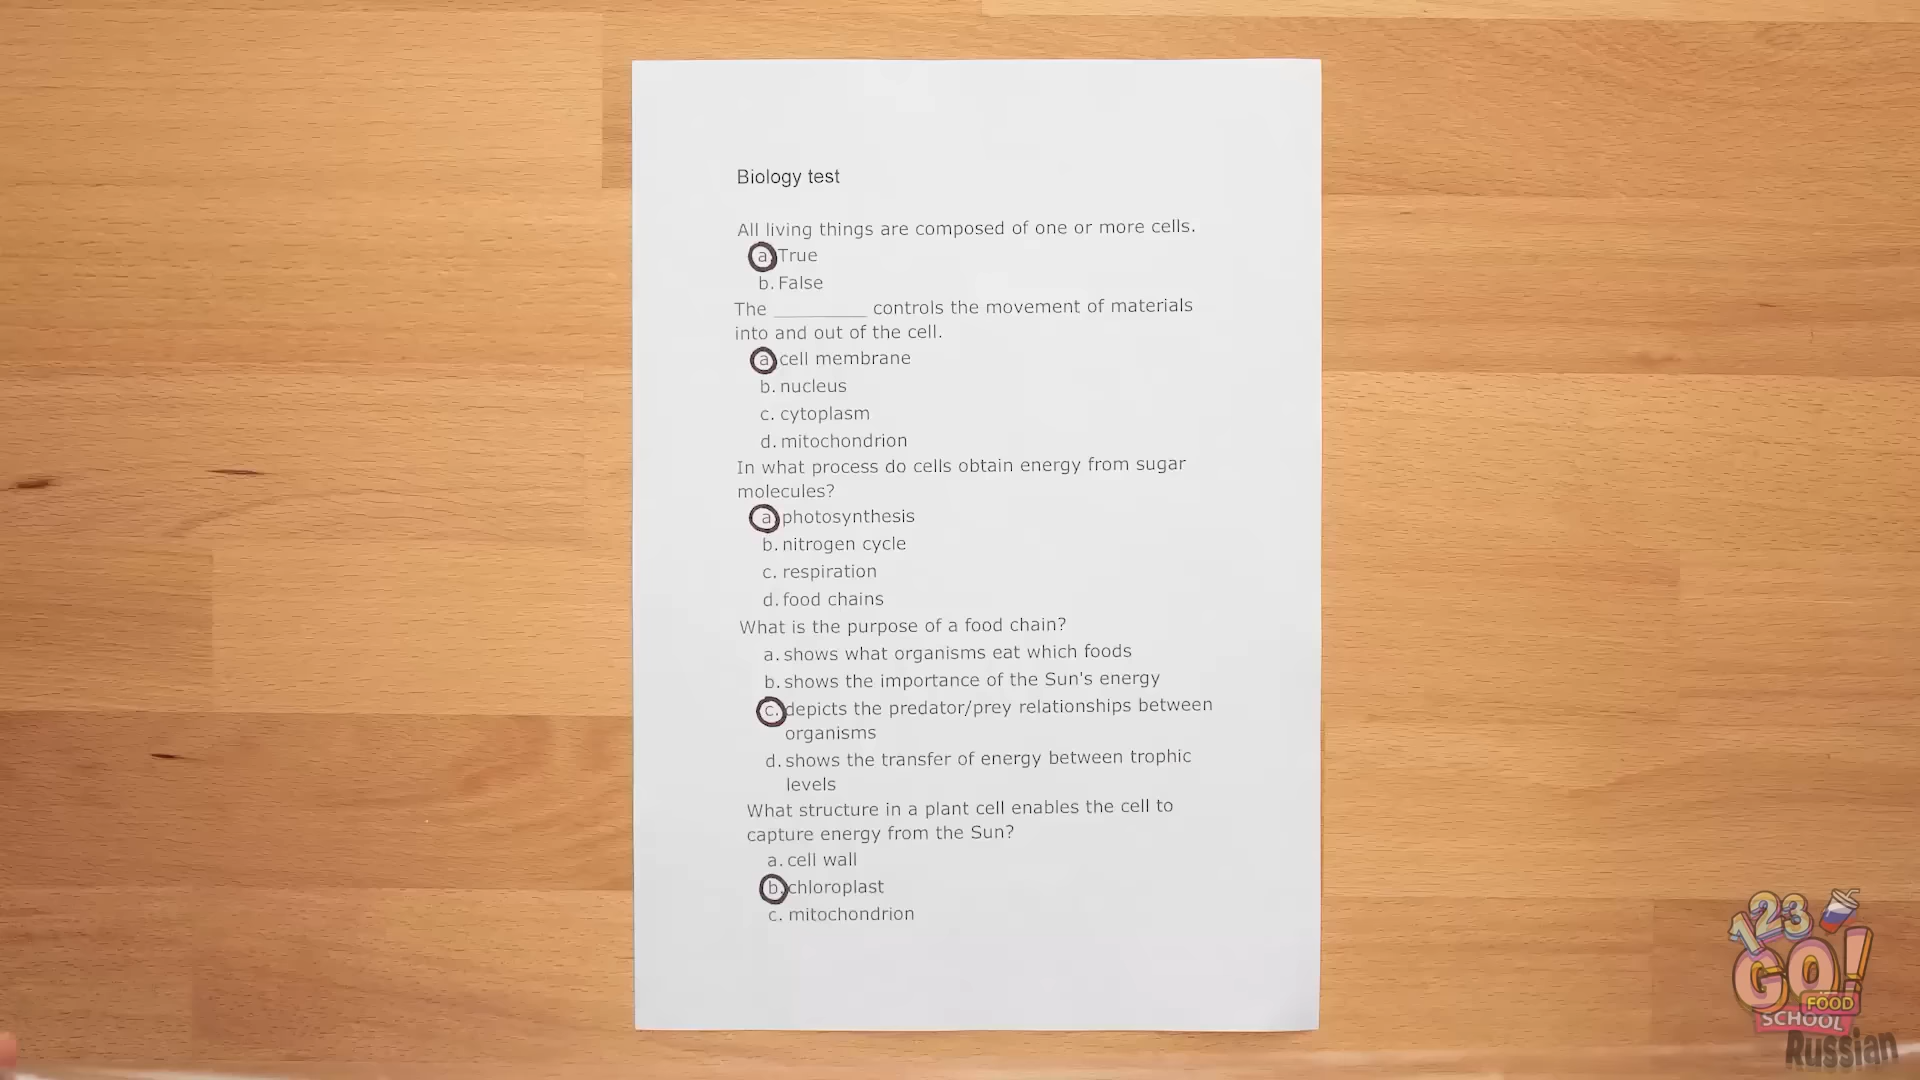 Biology test
All living things are composed of one or more cells.
a. True
b. False
The __________ controls the movement of materials
into and out of the cell.
a. cell membrane
b. nucleus
c. cytoplasm
d. mitochondrion
In what process do cells obtain energy from sugar
molecules?
a. photosynthesis
b. nitrogen cycle
c. respiration
d. food chains
What is the purpose of a food chain?
a. shows what organisms eat which foods
b. shows the importance of the Sun's energy
c. depicts the predator/prey relationships between
organisms
d. shows the transfer of energy between trophic
levels
What structure in a plant cell enables the cell to
capture energy from the Sun?
a. cell wall
b. chloroplast
c. mitochondrion
123
GO!
FOOD
SCHOOL
Russian